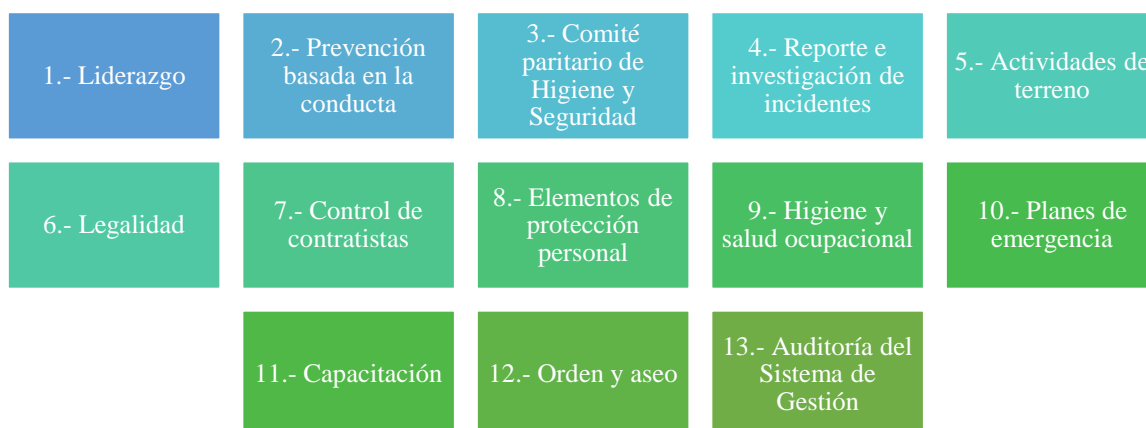 1.- Liderazgo
2.- Prevención
basada en la
conducta
3.- Comité
paritario de
Higiene y
Seguridad
4.- Reporte e
investigación de
incidentes
5.- Actividades de
terreno
6.- Legalidad
7.- Control de
contratistas
8.- Elementos de
protección
personal
9.- Higiene y
salud ocupacional
10.- Planes de
emergencia
11.- Capacitación
12.- Orden y aseo
13.- Auditoría del
Sistema de
Gestión